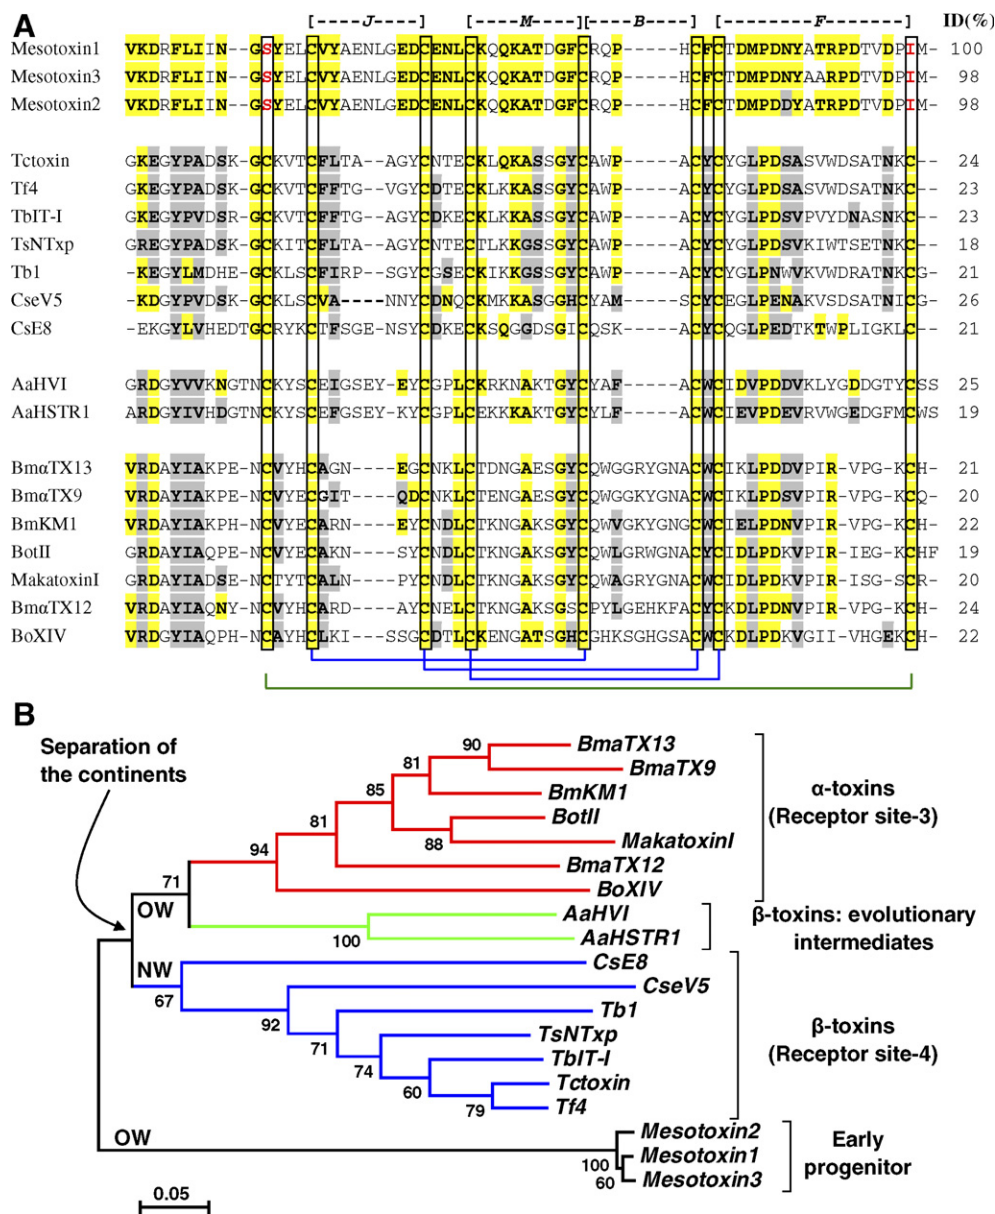 A [-----J-----] [----M----][----B----] [-------F-------] ID(%)
Mesotoxin1 VKDRFLIIN--GSYELCVYAENLGEDCENLCKQQKATDGFCRQP-----HCFCTDMPDNYATRPDTVDPIM- 100
Mesotoxin3 VKDRFLIIN--GSYELCVYAENLGEDCENLCKQQKATDGFCRQP-----HCFCTDMPDNYAARPDTVDPIM- 98
Mesotoxin2 VKDRFLIIN--GSYELCVYAENLGEDCENLCKQQKATDGFCRQP-----HCFCTDMPDDYATRPDTVDPIM- 98
Tctoxin GKEGYPADSK-GCKVTCFLTA--AGYCNTECKLQKASSGYCAWP-----ACYCYGLPDSASVWDSATNKC-- 24
Tf4 GKEGYPADSK-GCKVTCFFTG--VGYCDTECKLKKASSGYCAWP-----ACYCYGLPDSASVWDSATNKC-- 23
TbIT-I GKEGYPVDSR-GCKVTCFFTG--AGYCDKECKLKKASSGYCAWP-----ACYCYGLPDSVPVYDNASNKC-- 23
TsNTxp GREGYPADSK-GCKITCFLTA--AGYCNTECTLKKGSSGYCAWP-----ACYCYGLPDSVKIWTSETNKC-- 18
Tb1 -KEGYLMDHE-GCKLSCFIRP--SGYCGSECKIKKGSSGYCAWP-----ACYCYGLPNWVKVWDRATNKCG- 21
CseV5 -KDGYPVDSK-GCKLSCVA----NNYCDNQCKMKKASGGHCYAM-----SCYCEGLPENAKVSDSATNICG- 26
CsE8 -EKGYLVHEDTGCRYKCTFSGE-NSYCDKECKSQGGDSGICQSK-----ACYCQGLPEDTKTWPLIGKLC-- 21
AaHVI GRDGYVVKNGTNCKYSCEIGSEY-EYCGPLCKRKNAKTGYCYAF-----ACWCIDVPDDVKLYGDDGTYCSS 25
AaHSTR1 ARDGYIVHDGTNCKYSCEFGSEY-KYCGPLCEKKKAKTGYCYLF-----ACWCIEVPDEVRVWGEDGFMCWS 19
BmαTX13 VRDAYIAKPE-NCVYHCAGN----EGCNKLCTDNGAESGYCQWGGRYGNACWCIKLPDDVPIR-VPG-KCH- 21
BmαTX9 VRDAYIAKPE-NCVYECGIT----QDCNKLCTENGAESGYCQWGGKYGNACWCIKLPDSVPIR-VPG-KCQ- 20
BmKM1 VRDAYIAKPH-NCVYECARN----EYCNDLCTKNGAKSGYCQWVGKYGNGCWCIELPDNVPIR-VPG-KCH- 22
BotII GRDAYIAQPE-NCVYECAKN----SYCNDLCTKNGAKSGYCQWLGRWGNACYCIDLPDKVPIR-IEG-KCHF 19
MakatoxinI GRDAYIADSE-NCTYTCALN----PYCNDLCTKNGAKSGYCQWAGRYGNACWCIDLPDKVPIR-ISG-SCR- 20
BmαTX12 VRDAYIAQNY-NCVYHCARD----AYCNELCTKNGAKSGSCPYLGEHKFACYCKDLPDNVPIR-VPG-KCH- 24
BoXIV VRDGYIAQPH-NCAYHCLKI---SSGCDTLCKENGATSGHCGHKSGHGSACWCKDLPDKVGII-VHGEKCH- 22
B
Separation of
the continents
90 BmaTX13
BmaTX9
81
BmKM1
85
BotII
88 MakatoxinI
81
BmaTX12
94
BoXIV
α-toxins
(Receptor site-3)
71
OW
AaHVI
100 AaHSTR1
β-toxins: evolutionary
intermediates
NW
CsE8
67
CseV5
92
Tb1
71
TsNTxp
74
TbIT-I
60
Tctoxin
79 Tf4
β-toxins
(Receptor site-4)
OW
Mesotoxin2
100 Mesotoxin1
60 Mesotoxin3
Early
progenitor
0.05